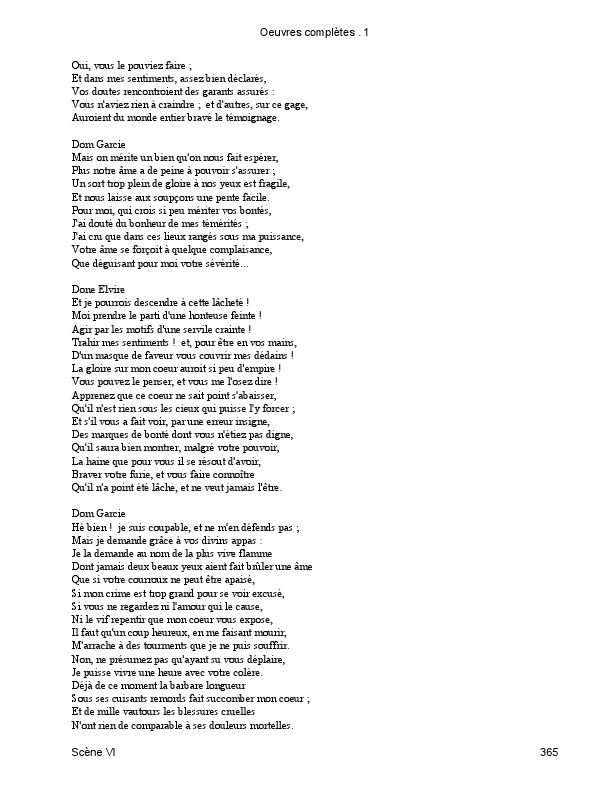 Oeuvres complètes . 1
Oui, vous le pouviez faire ;
Et dans mes sentiments, assez bien déclarés,
Vos doutes rencontroient des garants assurés :
Vous n'aviez rien à craindre ; et d'autres, sur ce gage,
Auroient du monde entier bravé le témoignage.
Dom Garcie
Mais on mérite un bien qu'on nous fait espérer,
Plus notre âme a de peine à pouvoir s'assurer ;
Un sort trop plein de gloire à nos yeux est fragile,
Et nous laisse aux soupçons une pente facile.
Pour moi, qui crois si peu mériter vos bontés,
J'ai douté du bonheur de mes témérités ;
J'ai cru que dans ces lieux rangés sous ma puissance,
Votre âme se forçoit à quelque complaisance,
Que déguisant pour moi votre sévérité...
Done Elvire
Et je pourrois descendre à cette lâcheté !
Moi prendre le parti d'une honteuse feinte !
Agir par les motifs d'une servile crainte !
Trahir mes sentiments ! et, pour être en vos mains,
D'un masque de faveur vous couvrir mes dédains !
La gloire sur mon coeur auroit si peu d'empire !
Vous pouvez le penser, et vous me l'osez dire !
Apprenez que ce coeur ne sait point s'abaisser,
Qu'il n'est rien sous les cieux qui puisse l'y forcer ;
Et s'il vous a fait voir, par une erreur insigne,
Des marques de bonté dont vous n'étiez pas digne,
Qu'il saura bien montrer, malgré votre pouvoir,
La haine que pour vous il se résout d'avoir,
Braver votre furie, et vous faire connoître
Qu'il n'a point été lâche, et ne veut jamais l'être.
Dom Garcie
Hé bien ! je suis coupable, et ne m'en défends pas ;
Mais je demande grâce à vos divins appas :
Je la demande au nom de la plus vive flamme
Dont jamais deux beaux yeux aient fait brûler une âme
Que si votre courroux ne peut être apaisé,
Si mon crime est trop grand pour se voir excusé,
Si vous ne regardez ni l'amour qui le cause,
Ni le vif repentir que mon coeur vous expose,
Il faut qu'un coup heureux, en me faisant mourir,
M'arrache à des tourments que je ne puis souffrir.
Non, ne présumez pas qu'ayant su vous déplaire,
Je puisse vivre une heure avec votre colère.
Déjà de ce moment la barbare longueur
Sous ses cuisants remords fait succomber mon coeur ;
Et de mille vautours les blessures cruelles
N'ont rien de comparable à ses douleurs mortelles.
Scène VI
365